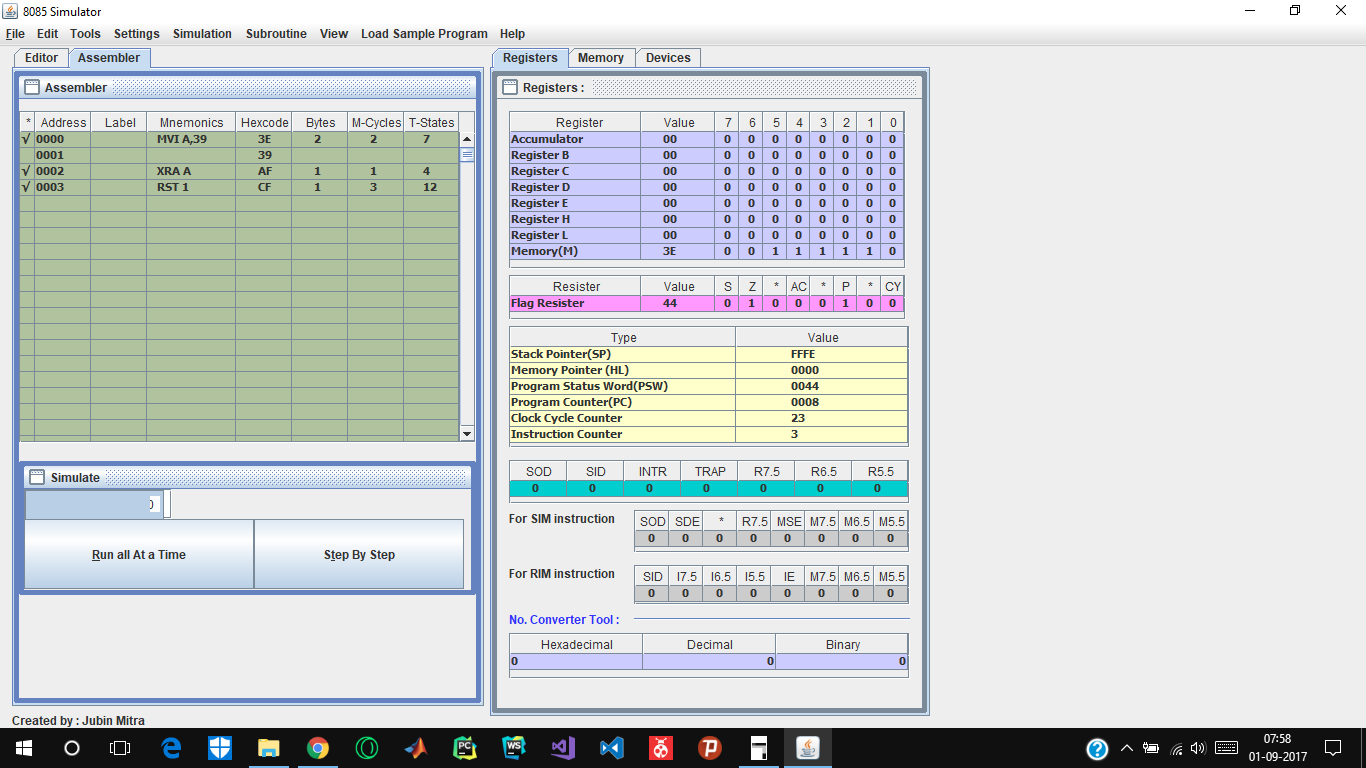 8085 Simulator
File Edit Tools Settings Simulation Subroutine View Load Sample Program Help
Editor Assembler
Assembler
* Address Label Mnemonics Hexcode Bytes M-Cycles T-States
√ 0000 MVI A,39 3E 2 2 7
0001 39
√ 0002 XRA A AF 1 1 4
√ 0003 RST 1 CF 1 3 12
Simulate
0
Run all At a Time Step By Step
Created by : Jubin Mitra
Registers Memory Devices
Registers :
Register Value 7 6 5 4 3 2 1 0
Accumulator 00 0 0 0 0 0 0 0 0
Register B 00 0 0 0 0 0 0 0 0
Register C 00 0 0 0 0 0 0 0 0
Register D 00 0 0 0 0 0 0 0 0
Register E 00 0 0 0 0 0 0 0 0
Register H 00 0 0 0 0 0 0 0 0
Register L 00 0 0 0 0 0 0 0 0
Memory(M) 3E 0 0 1 1 1 1 1 0
Resister Value S Z * AC * P * CY
Flag Resister 44 0 1 0 0 0 1 0 0
Type Value
Stack Pointer(SP) FFFE
Memory Pointer (HL) 0000
Program Status Word(PSW) 0044
Program Counter(PC) 0008
Clock Cycle Counter 23
Instruction Counter 3
SOD SID INTR TRAP R7.5 R6.5 R5.5
0 0 0 0 0 0 0
For SIM instruction
SOD SDE * R7.5 MSE M7.5 M6.5 M5.5
0 0 0 0 0 0 0 0
For RIM instruction
SID I7.5 I6.5 I5.5 IE M7.5 M6.5 M5.5
0 0 0 0 0 0 0 0
No. Converter Tool :
Hexadecimal Decimal Binary
0 0 0
07:58
01-09-2017